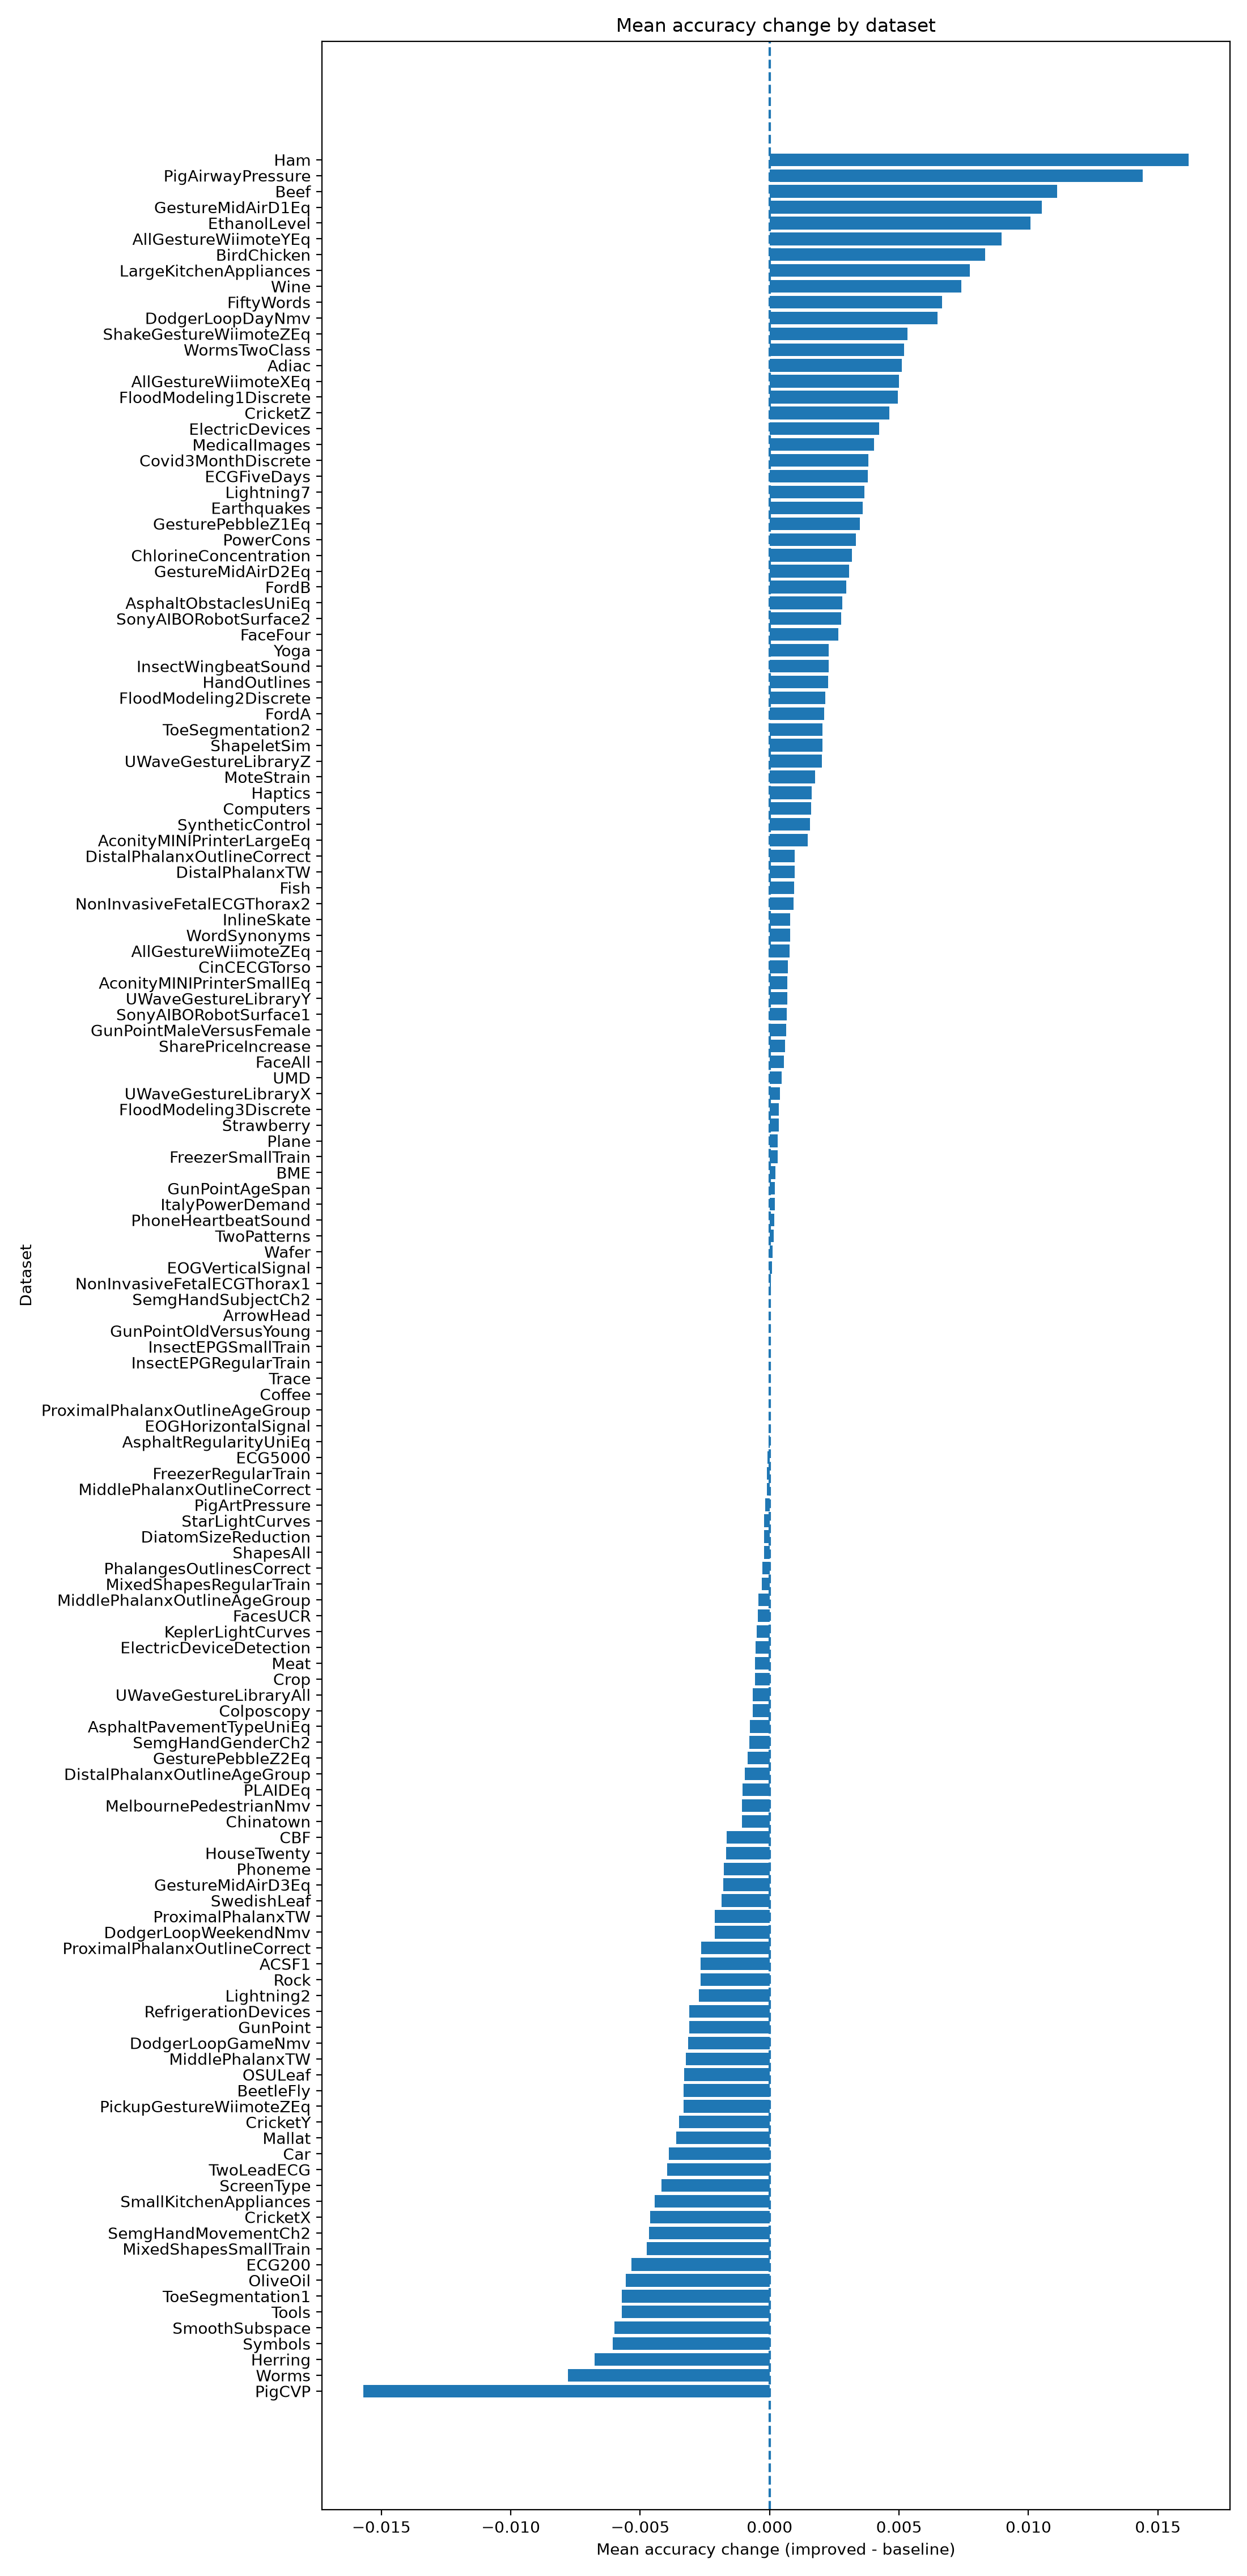 Mean accuracy change by dataset
Ham
PigAirwayPressure
Beef
GestureMidAirD1Eq
EthanolLevel
AllGestureWiimoteYEq
BirdChicken
LargeKitchenAppliances
Wine
FiftyWords
DodgerLoopDayNmv
ShakeGestureWiimoteZEq
WormsTwoClass
Adiac
AllGestureWiimoteXEq
FloodModeling1Discrete
CricketZ
ElectricDevices
MedicalImages
Covid3MonthDiscrete
ECGFiveDays
Lightning7
Earthquakes
GesturePebbleZ1Eq
PowerCons
ChlorineConcentration
GestureMidAirD2Eq
FordB
AsphaltObstaclesUniEq
SonyAIBORobotSurface2
FaceFour
Yoga
InsectWingbeatSound
HandOutlines
FloodModeling2Discrete
FordA
ToeSegmentation2
ShapeletSim
UWaveGestureLibraryZ
MoteStrain
Haptics
Computers
SyntheticControl
AconityMINIPrinterLargeEq
DistalPhalanxOutlineCorrect
DistalPhalanxTW
Fish
NonInvasiveFetalECGThorax2
InlineSkate
WordSynonyms
AllGestureWiimoteZEq
CinCECGTorso
AconityMINIPrinterSmallEq
UWaveGestureLibraryY
SonyAIBORobotSurface1
GunPointMaleVersusFemale
SharePriceIncrease
FaceAll
UMD
UWaveGestureLibraryX
FloodModeling3Discrete
Strawberry
Plane
FreezerSmallTrain
BME
GunPointAgeSpan
ItalyPowerDemand
PhoneHeartbeatSound
TwoPatterns
Wafer
EOGVerticalSignal
NonInvasiveFetalECGThorax1
SemgHandSubjectCh2
ArrowHead
GunPointOldVersusYoung
InsectEPGSmallTrain
InsectEPGRegularTrain
Trace
Coffee
ProximalPhalanxOutlineAgeGroup
EOGHorizontalSignal
AsphaltRegularityUniEq
ECG5000
FreezerRegularTrain
MiddlePhalanxOutlineCorrect
PigArtPressure
StarLightCurves
DiatomSizeReduction
ShapesAll
PhalangesOutlinesCorrect
MixedShapesRegularTrain
MiddlePhalanxOutlineAgeGroup
FacesUCR
KeplerLightCurves
ElectricDeviceDetection
Meat
Crop
UWaveGestureLibraryAll
Colposcopy
AsphaltPavementTypeUniEq
SemgHandGenderCh2
GesturePebbleZ2Eq
DistalPhalanxOutlineAgeGroup
PLAIDEq
MelbournePedestrianNmv
Chinatown
CBF
HouseTwenty
Phoneme
GestureMidAirD3Eq
SwedishLeaf
ProximalPhalanxTW
DodgerLoopWeekendNmv
ProximalPhalanxOutlineCorrect
ACSF1
Rock
Lightning2
RefrigerationDevices
GunPoint
DodgerLoopGameNmv
MiddlePhalanxTW
OSULeaf
BeetleFly
PickupGestureWiimoteZEq
CricketY
Mallat
Car
TwoLeadECG
ScreenType
SmallKitchenAppliances
CricketX
SemgHandMovementCh2
MixedShapesSmallTrain
ECG200
OliveOil
ToeSegmentation1
Tools
SmoothSubspace
Symbols
Herring
Worms
PigCVP
Dataset
−0.015 −0.010 −0.005 0.000 0.005 0.010 0.015
Mean accuracy change (improved - baseline)